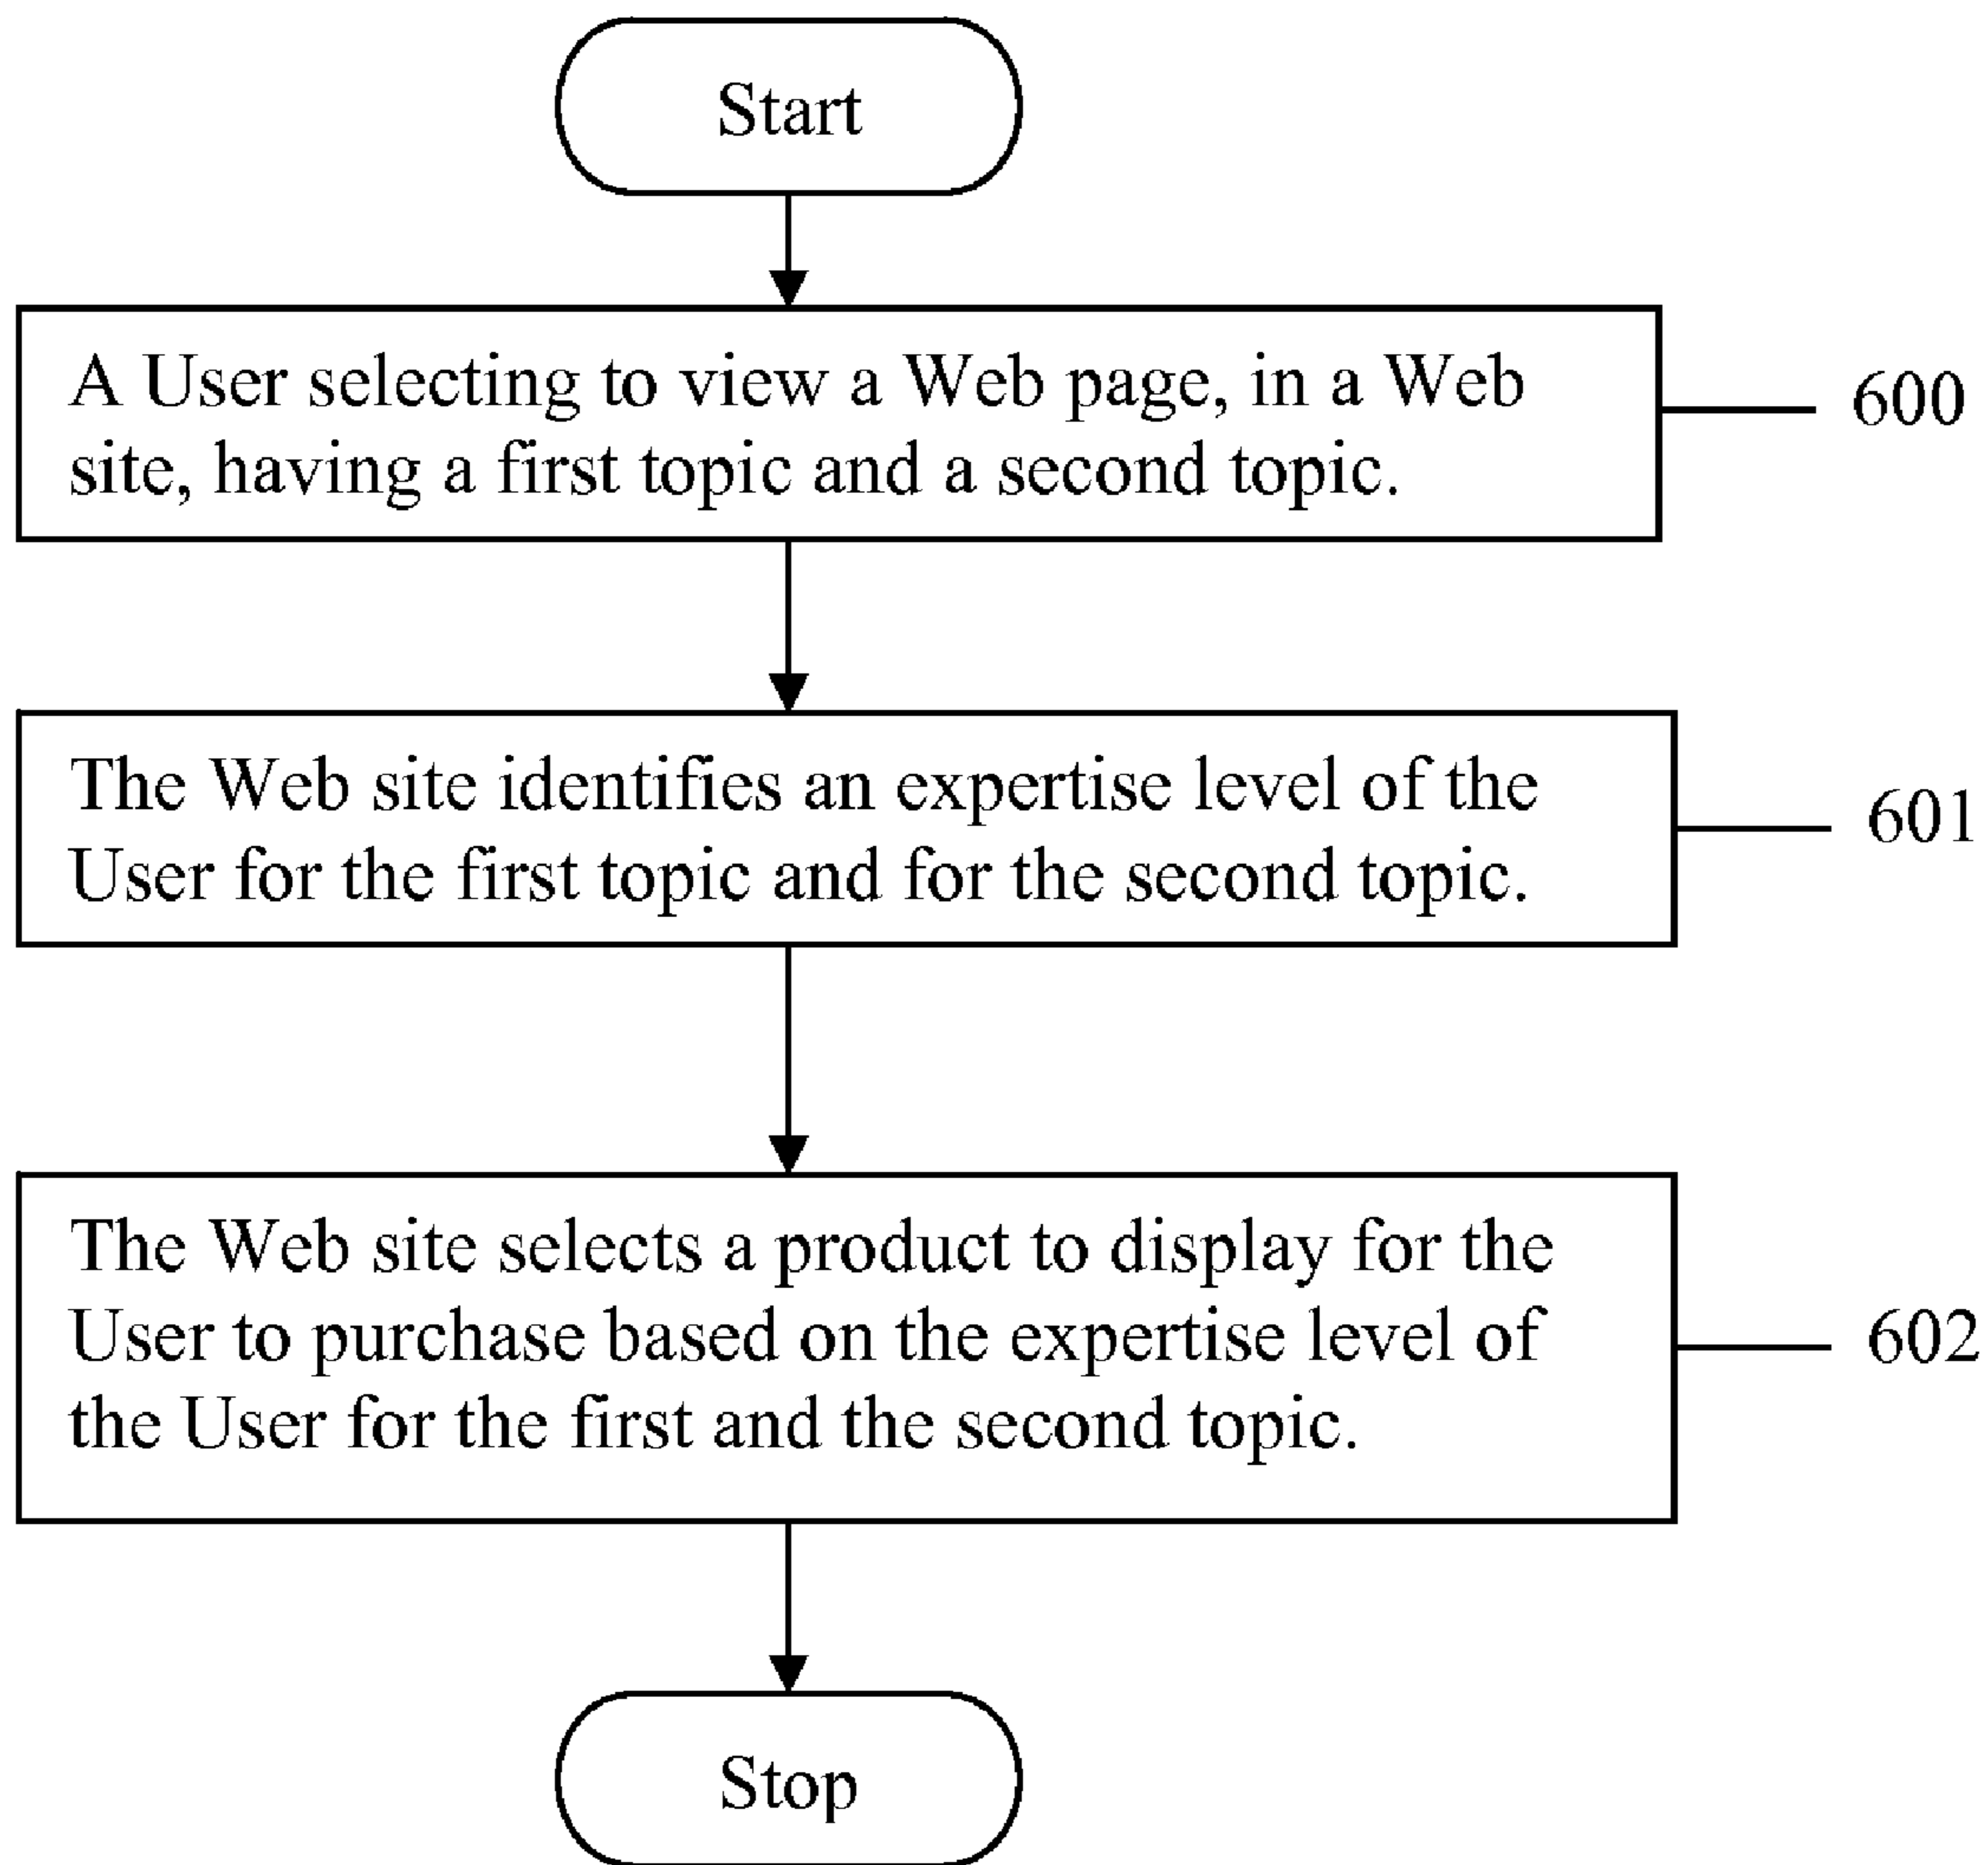 Start
A User selecting to view a Web page, in a Web
site, having a first topic and a second topic.
600
The Web site identifies an expertise level of the
User for the first topic and for the second topic.
601
The Web site selects a product to display for the
User to purchase based on the expertise level of
the User for the first and the second topic.
602
Stop